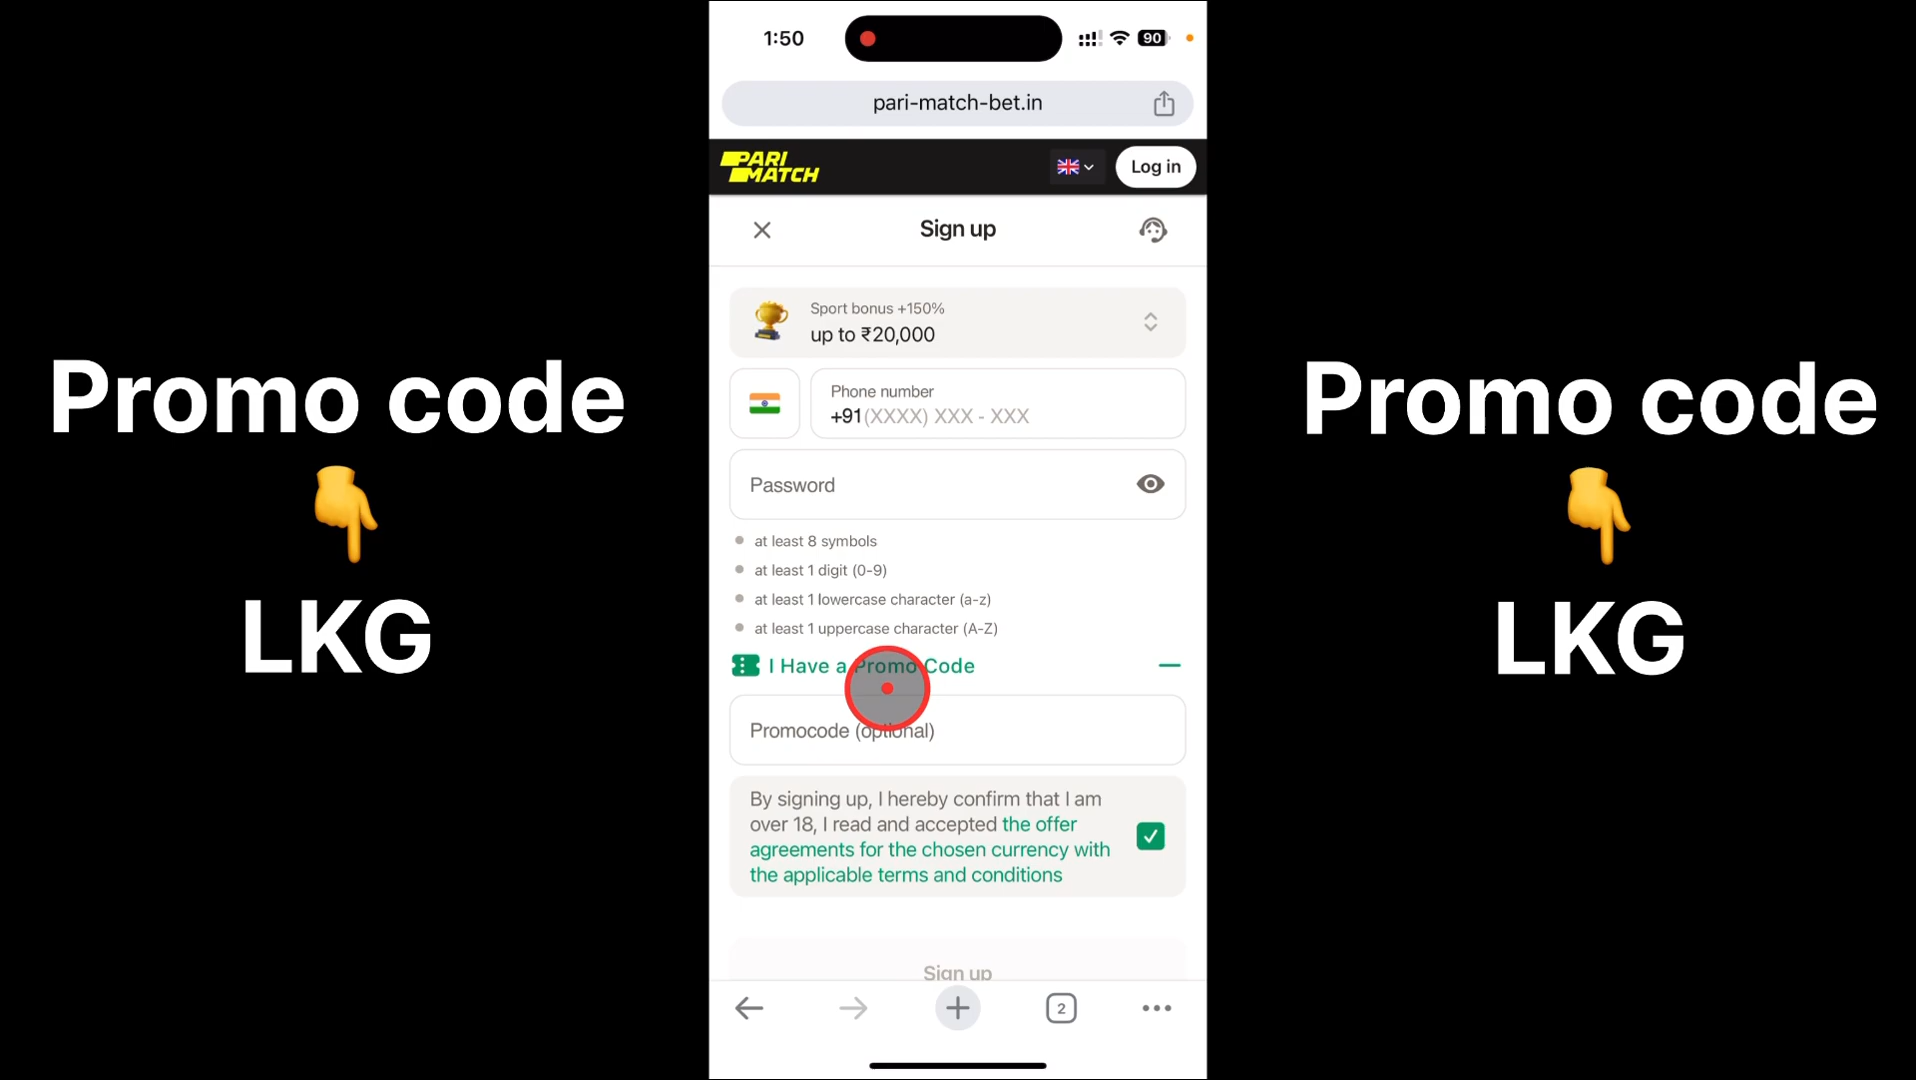 1:50
90
pari-match-bet.in
PARI
MATCH
Log in
Sign up
Sport bonus +150%
up to ₹20,000
Phone number
+91(XXXX) XXX - XXX
Password
at least 8 symbols
at least 1 digit (0-9)
at least 1 lowercase character (a-z)
at least 1 uppercase character (A-Z)
I Have a Promo Code
Promocode (optional)
By signing up, I hereby confirm that I am
over 18, I read and accepted the offer
agreements for the chosen currency with
the applicable terms and conditions
Sign up
2
Promo code
LKG
Promo code
LKG